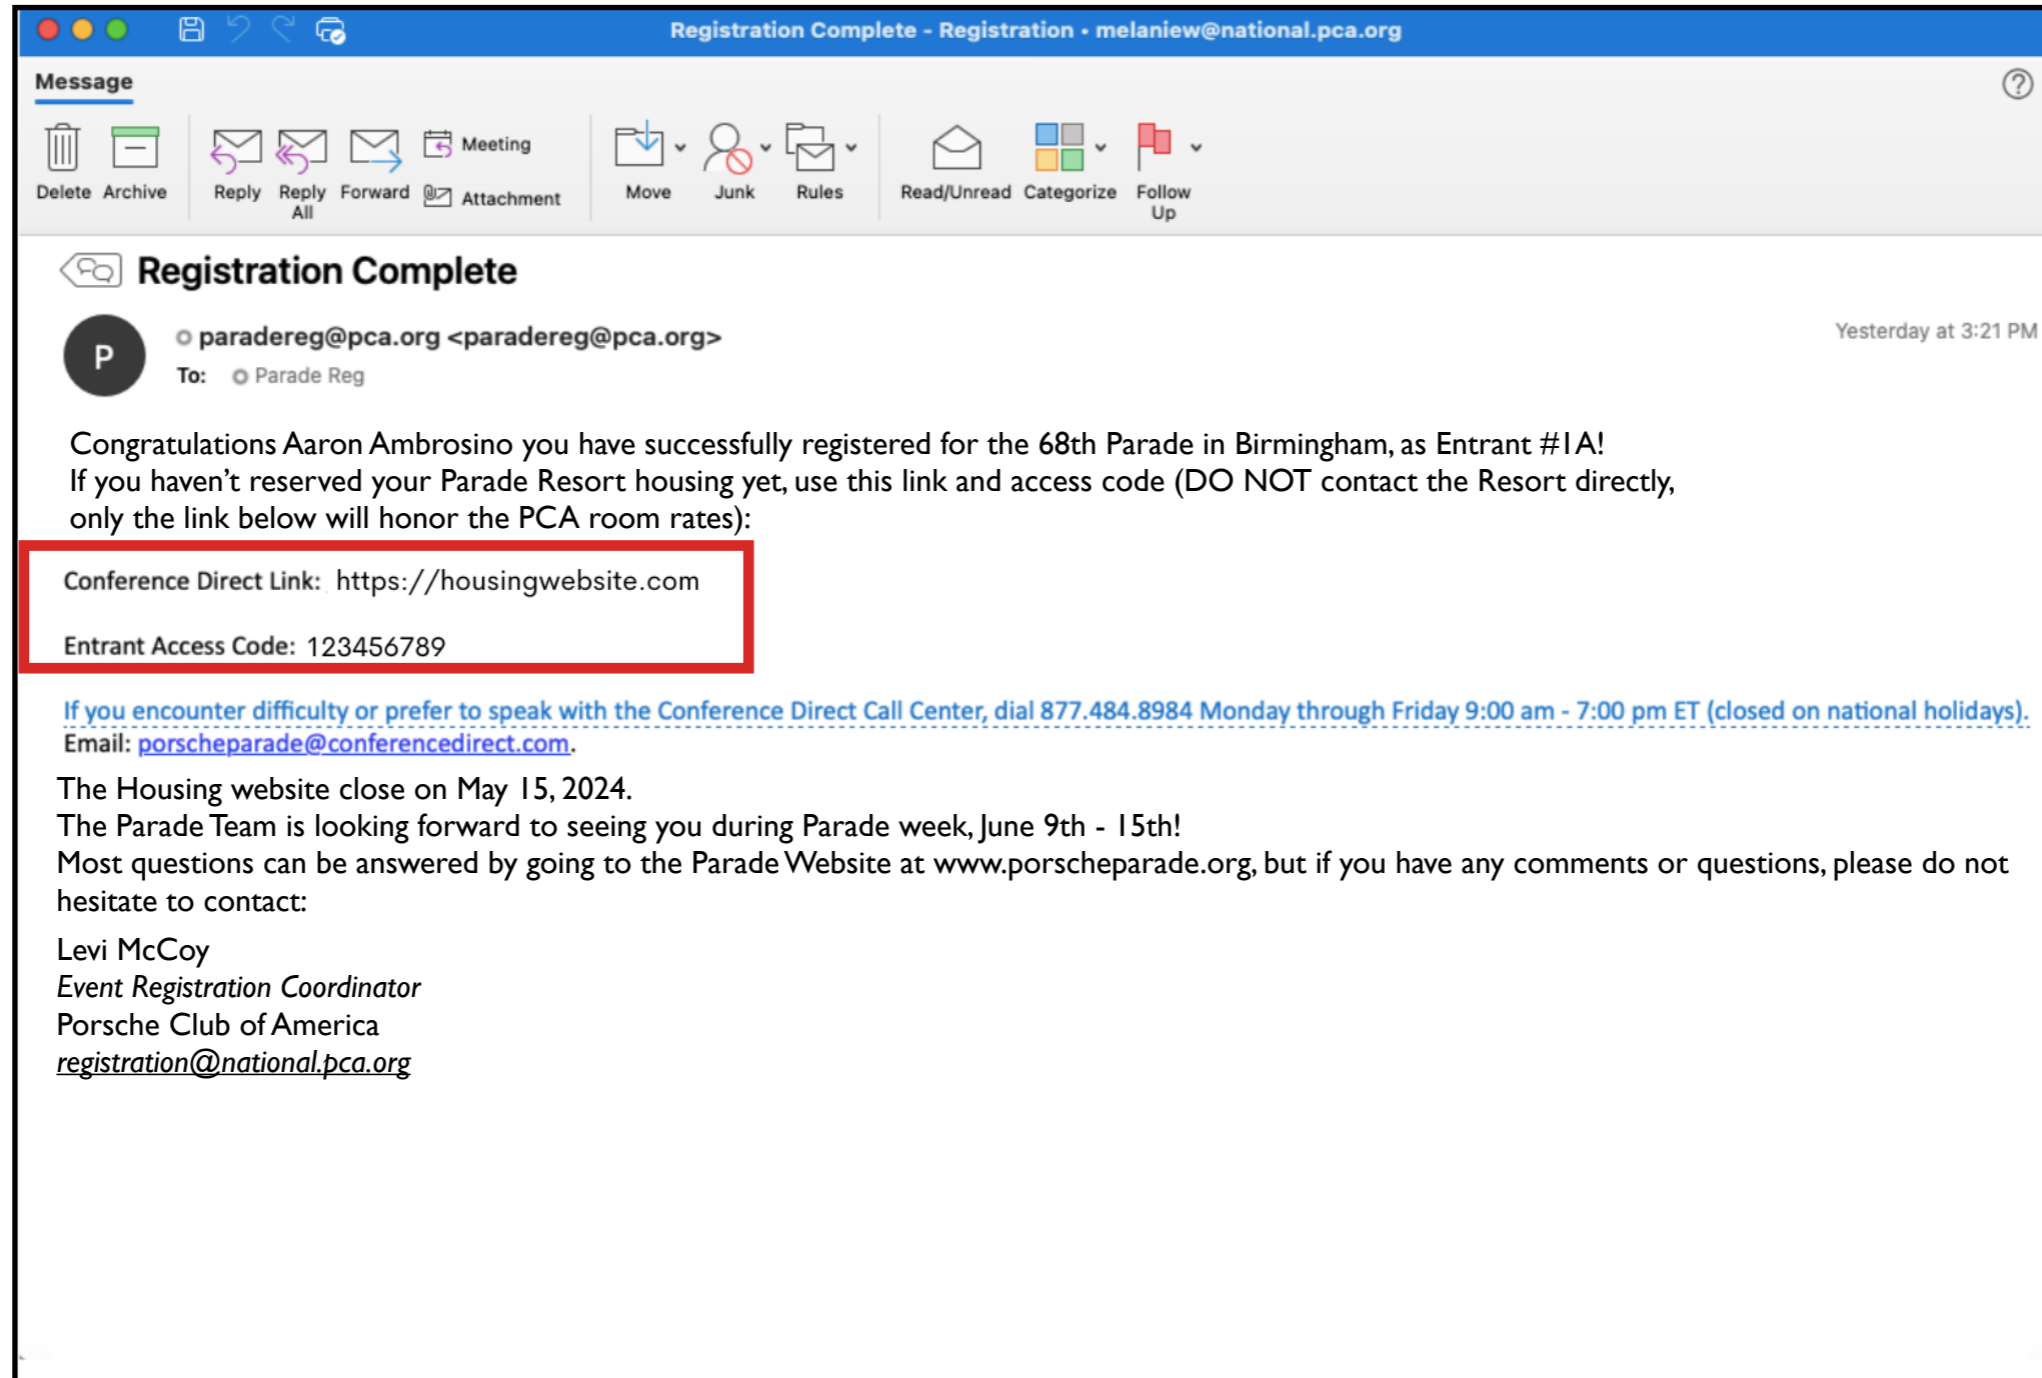 Registration Complete - Registration • melaniew@national.pca.org
Message
Delete
Archive
Reply
Reply All
Forward
Meeting
Attachment
Move
Junk
Rules
Read/Unread
Categorize
Follow Up
Registration Complete
P
paradereg@pca.org <paradereg@pca.org>
Yesterday at 3:21 PM
To: Parade Reg
Congratulations Aaron Ambrosino you have successfully registered for the 68th Parade in Birmingham, as Entrant #1A!
If you haven't reserved your Parade Resort housing yet, use this link and access code (DO NOT contact the Resort directly,
only the link below will honor the PCA room rates):
Conference Direct Link: https://housingwebsite.com
Entrant Access Code: 123456789
If you encounter difficulty or prefer to speak with the Conference Direct Call Center, dial 877.484.8984 Monday through Friday 9:00 am - 7:00 pm ET (closed on national holidays).
Email: porscheparade@conferencedirect.com.
The Housing website close on May 15, 2024.
The Parade Team is looking forward to seeing you during Parade week, June 9th - 15th!
Most questions can be answered by going to the Parade Website at www.porscheparade.org, but if you have any comments or questions, please do not
hesitate to contact:
Levi McCoy
Event Registration Coordinator
Porsche Club of America
registration@national.pca.org